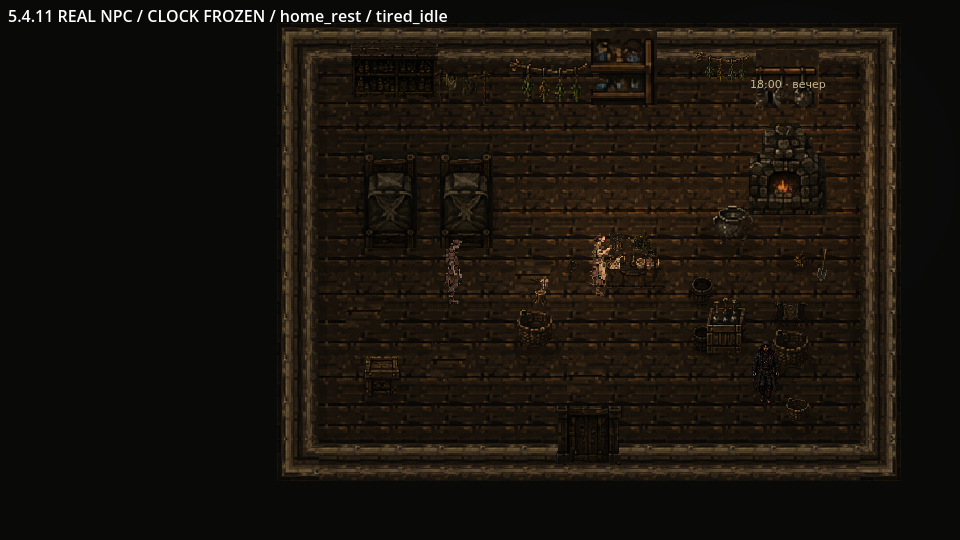 5.4.11 REAL NPC / CLOCK FROZEN / home_rest / tired_idle
18:00 · вечер